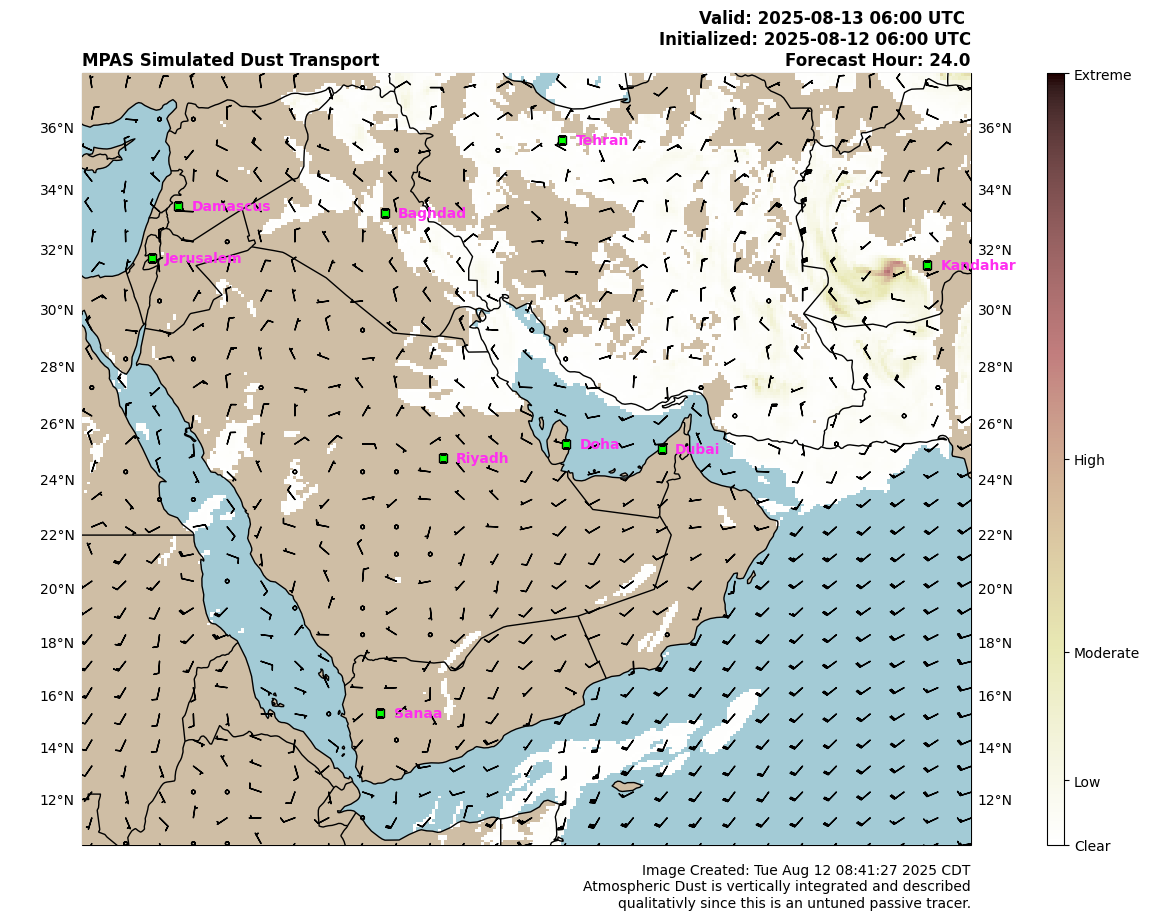 Valid: 2025-08-13 06:00 UTC
Initialized: 2025-08-12 06:00 UTC
MPAS Simulated Dust Transport Forecast Hour: 24.0
Extreme
36°N 36°N
Tehran
34°N 34°N
Damascus
Baghdad
32°N 32°N
Jerusalem
Kandahar
30°N 30°N
28°N 28°N
26°N 26°N
Doha
Dubai
Riyadh
High
24°N 24°N
22°N 22°N
20°N 20°N
18°N 18°N
Moderate
16°N 16°N
Sanaa
14°N 14°N
Low
12°N 12°N
Clear
Image Created: Tue Aug 12 08:41:27 2025 CDT
Atmospheric Dust is vertically integrated and described
qualitativly since this is an untuned passive tracer.